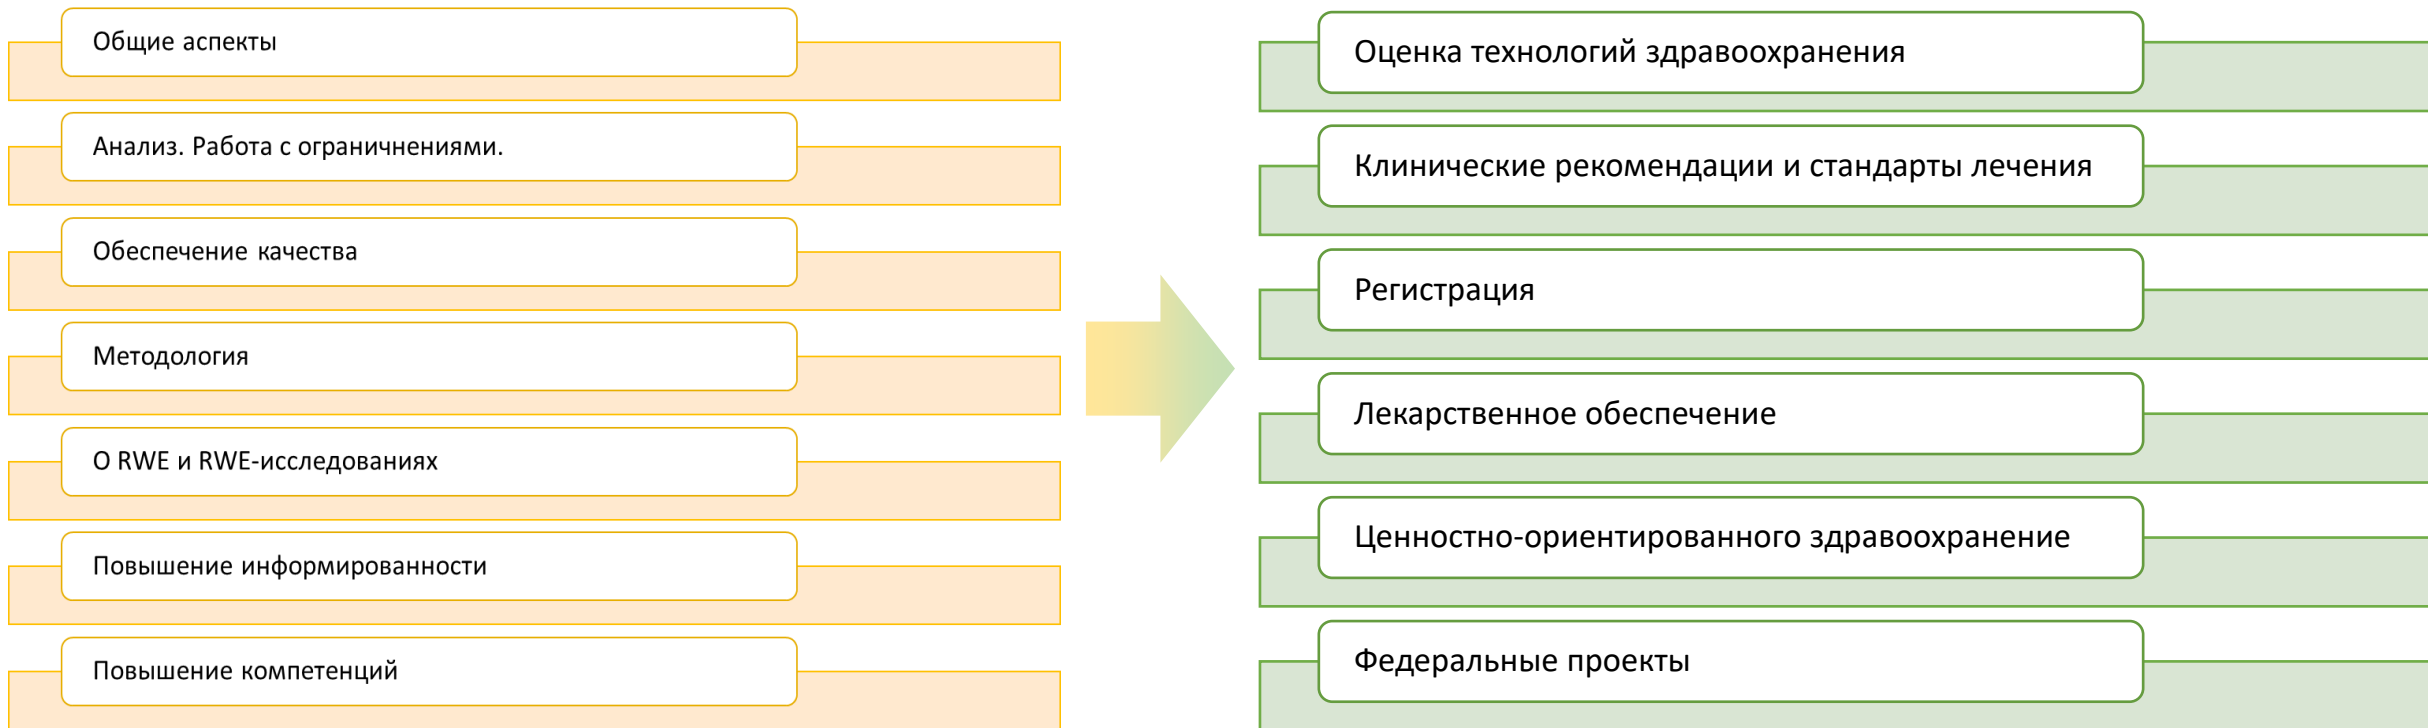 Общие аспекты
Анализ. Работа с ограничнениями.
Обеспечение качества
Методология
О RWE и RWE-исследованиях
Повышение информированности
Повышение компетенций
Оценка технологий здравоохранения
Клинические рекомендации и стандарты лечения
Регистрация
Лекарственное обеспечение
Ценностно-ориентированного здравоохранение
Федеральные проекты